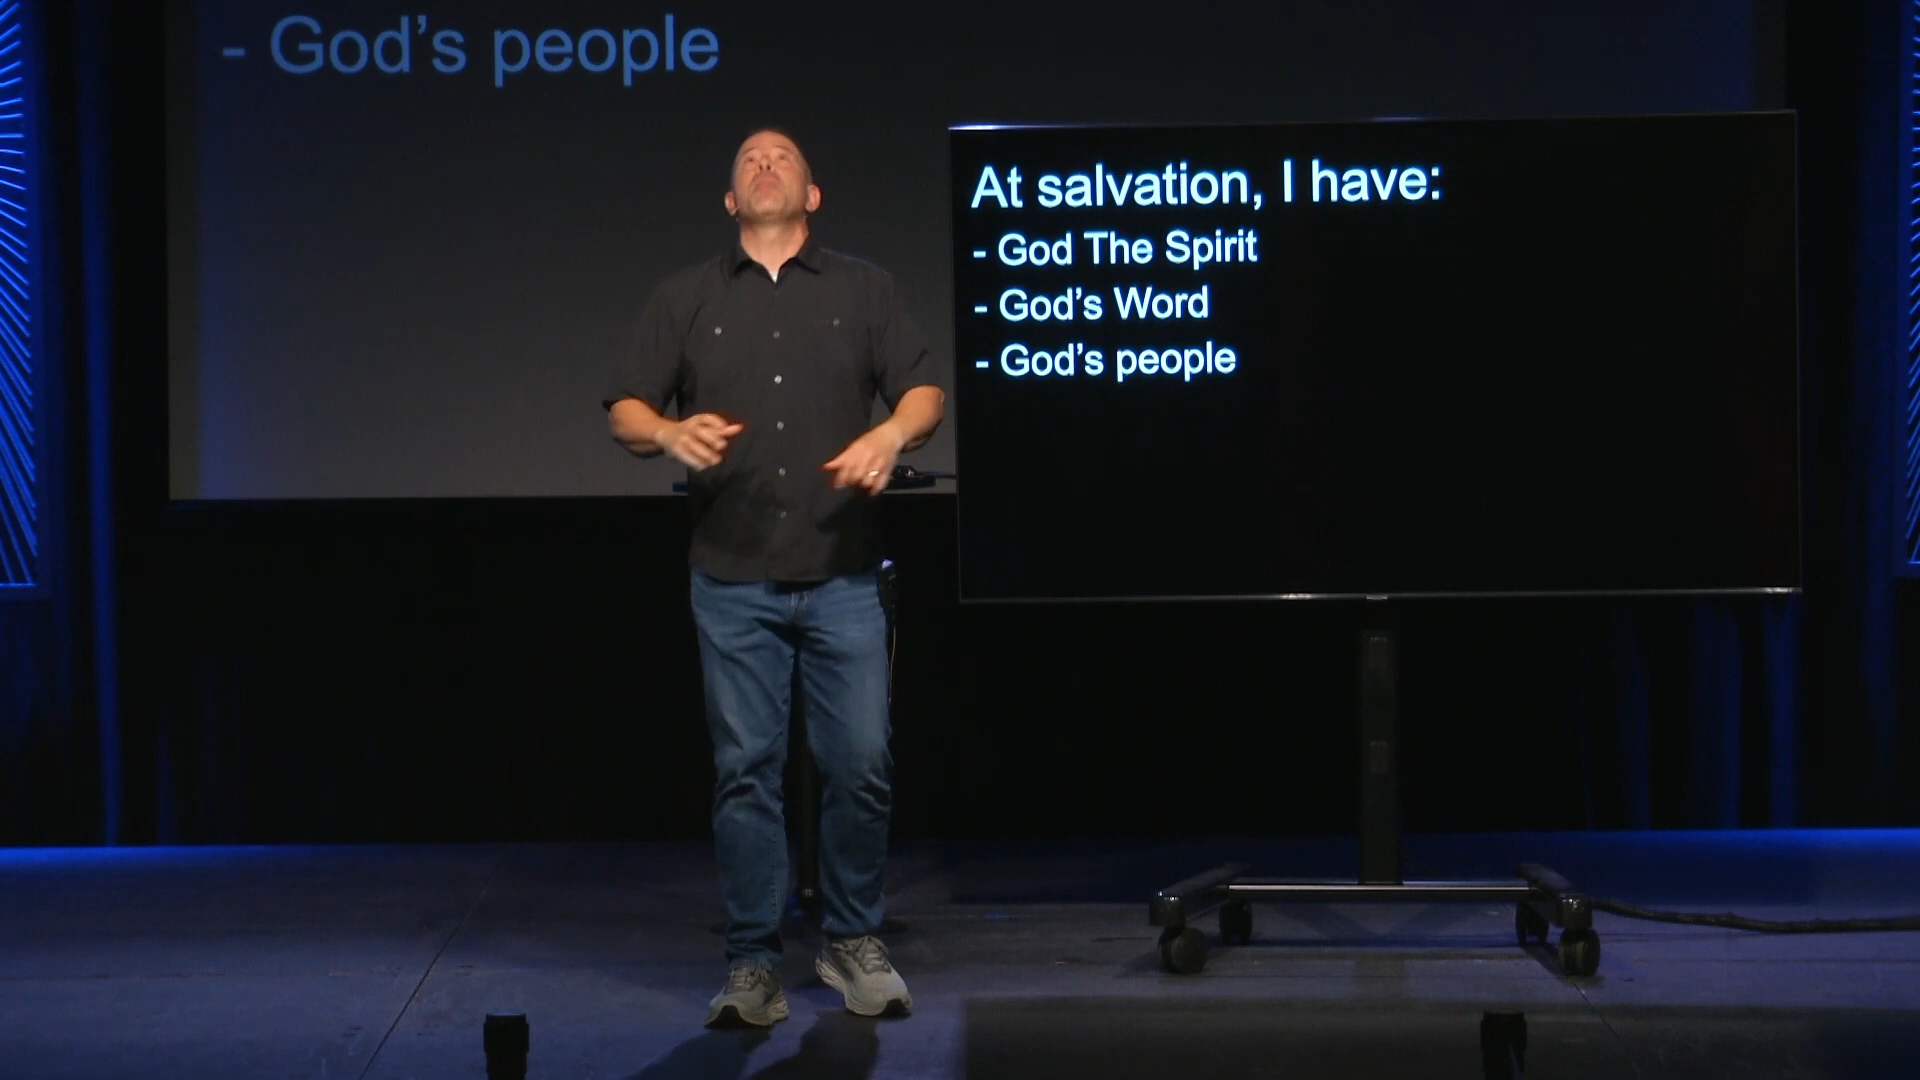 - God's people
At salvation, I have:
- God The Spirit
- God's Word
- God's people